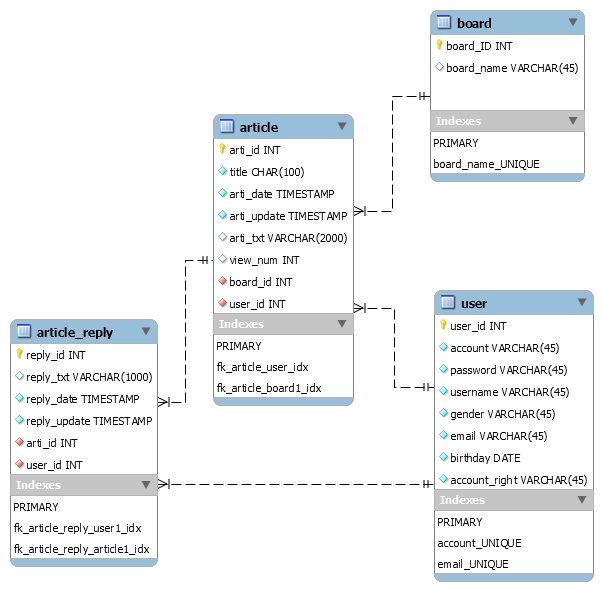 board
board_ID INT
board_name VARCHAR(45)
Indexes
PRIMARY
board_name_UNIQUE
article
arti_id INT
title CHAR(100)
arti_date TIMESTAMP
arti_update TIMESTAMP
arti_txt VARCHAR(2000)
view_num INT
board_id INT
user_id INT
Indexes
PRIMARY
fk_article_user_idx
fk_article_board1_idx
user
user_id INT
account VARCHAR(45)
password VARCHAR(45)
username VARCHAR(45)
gender VARCHAR(45)
email VARCHAR(45)
birthday DATE
account_right VARCHAR(45)
Indexes
PRIMARY
account_UNIQUE
email_UNIQUE
article_reply
reply_id INT
reply_txt VARCHAR(1000)
reply_date TIMESTAMP
reply_update TIMESTAMP
arti_id INT
user_id INT
Indexes
PRIMARY
fk_article_reply_user1_idx
fk_article_reply_article1_idx